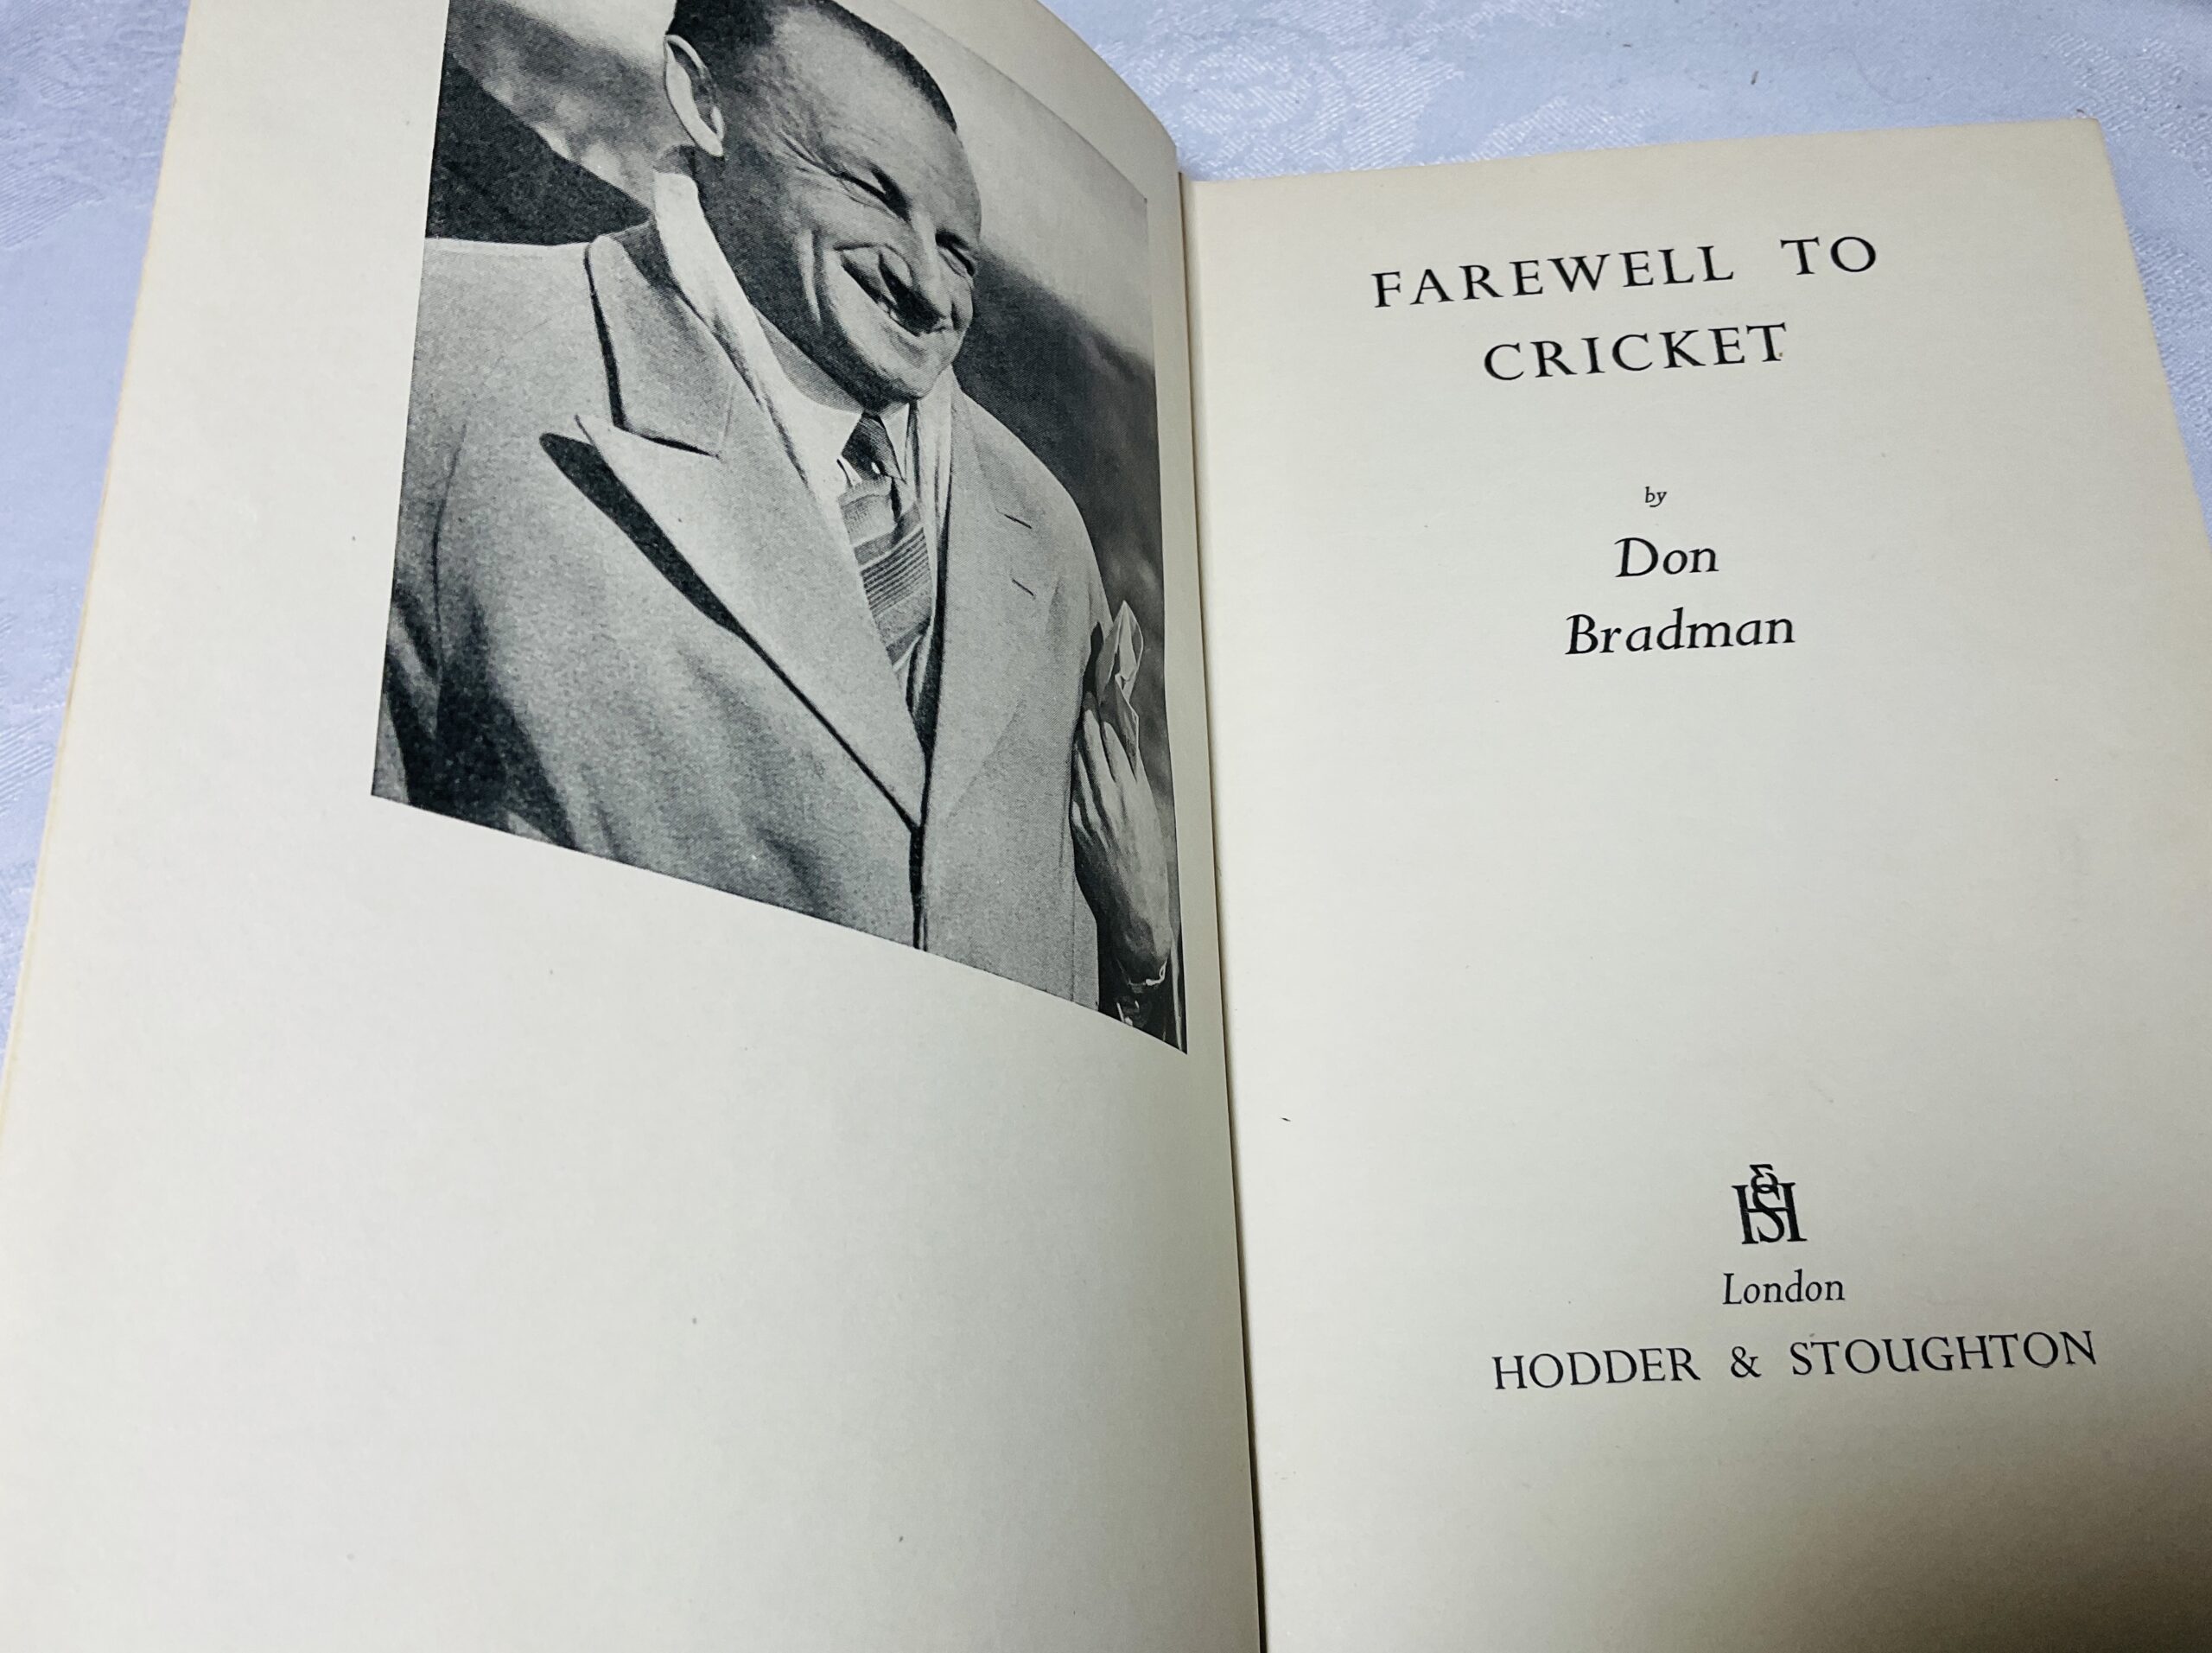 FAREWELL TO
CRICKET
by
Don
Bradman
H&S
London
HODDER & STOUGHTON